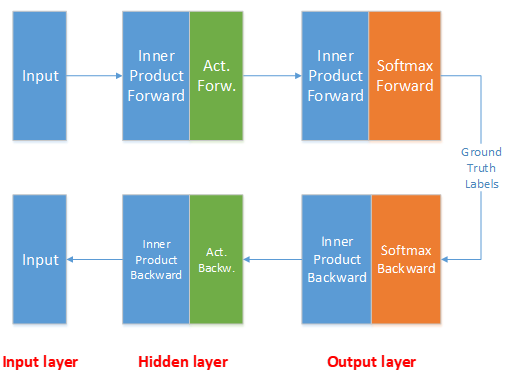 Input
Inner
Product
Forward
Act.
Forw.
Inner
Product
Forward
Softmax
Forward
Ground
Truth
Labels
Input
Inner
Product
Backward
Act.
Backw.
Inner
Product
Backward
Softmax
Backward
Input layer
Hidden layer
Output layer